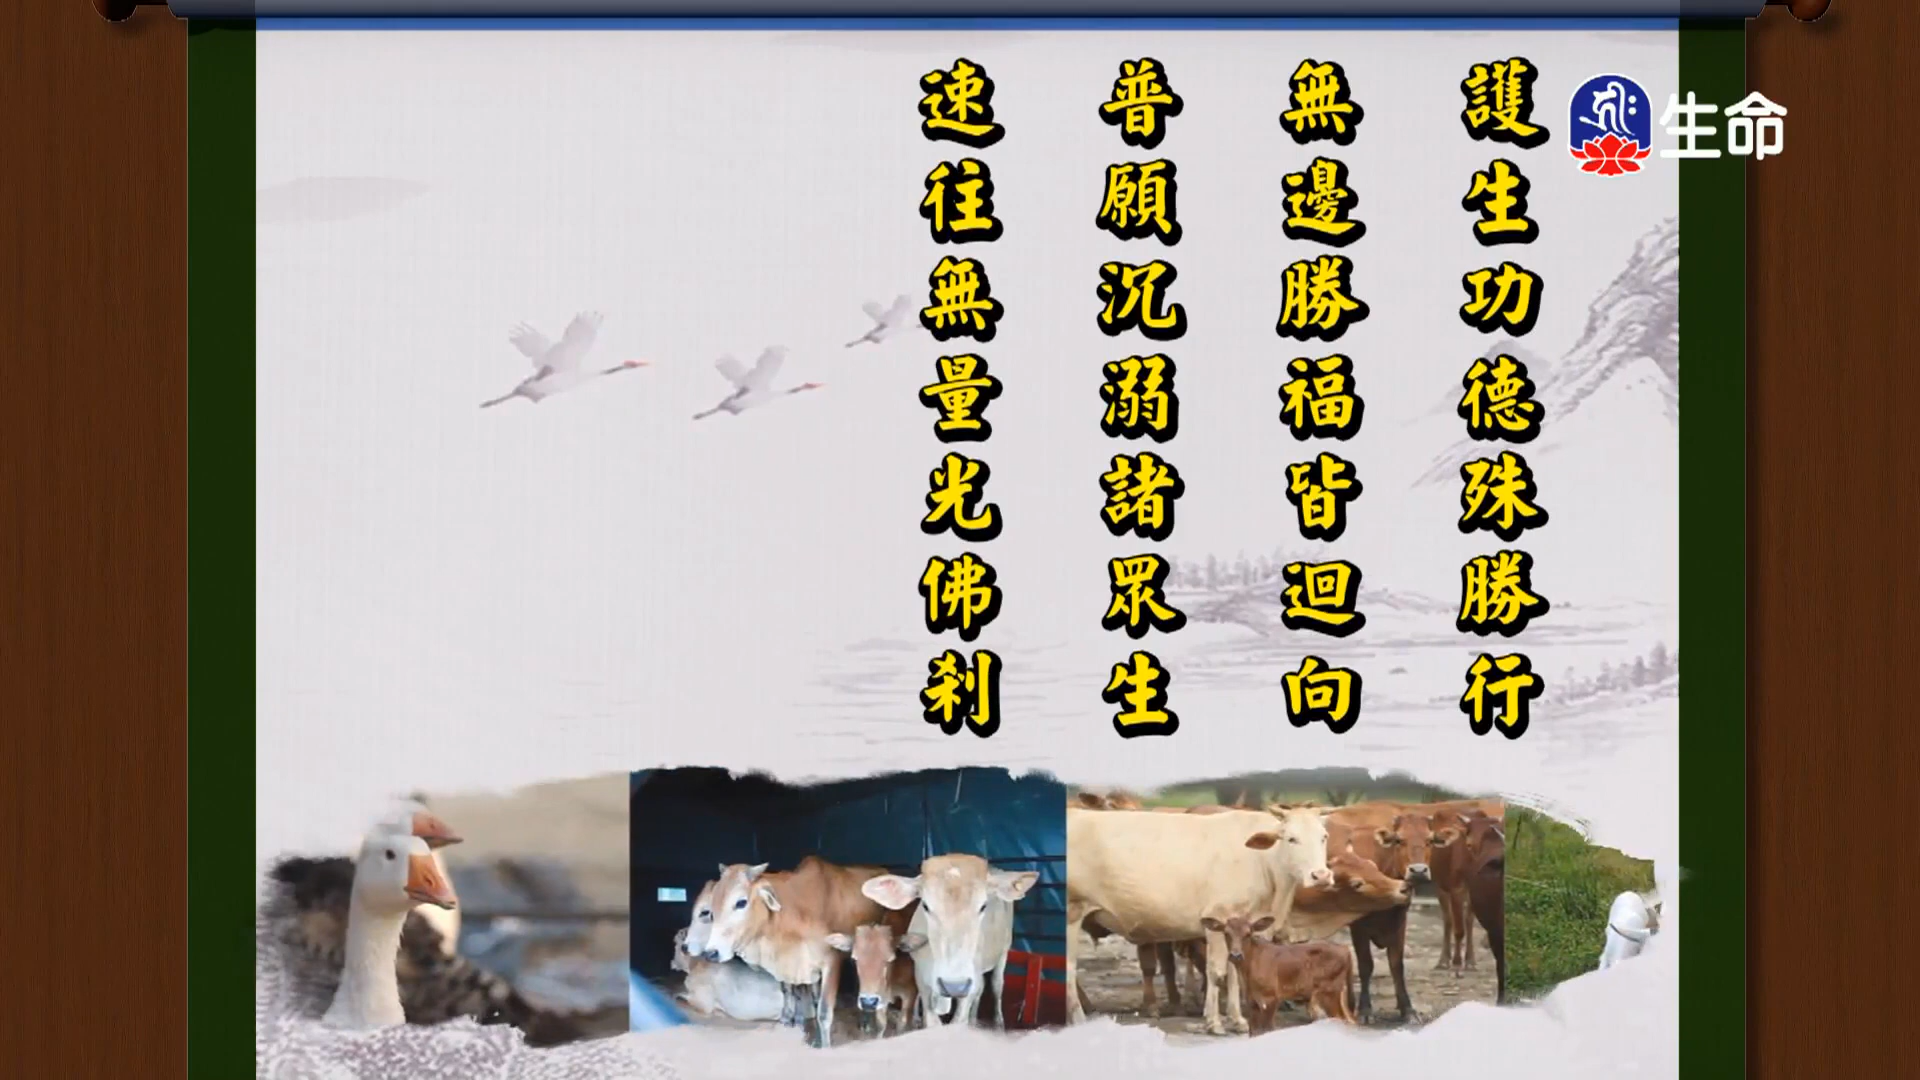 護生功德殊勝行
無邊勝福皆迴向
普願沉溺諸眾生
速往無量光佛剎
生命